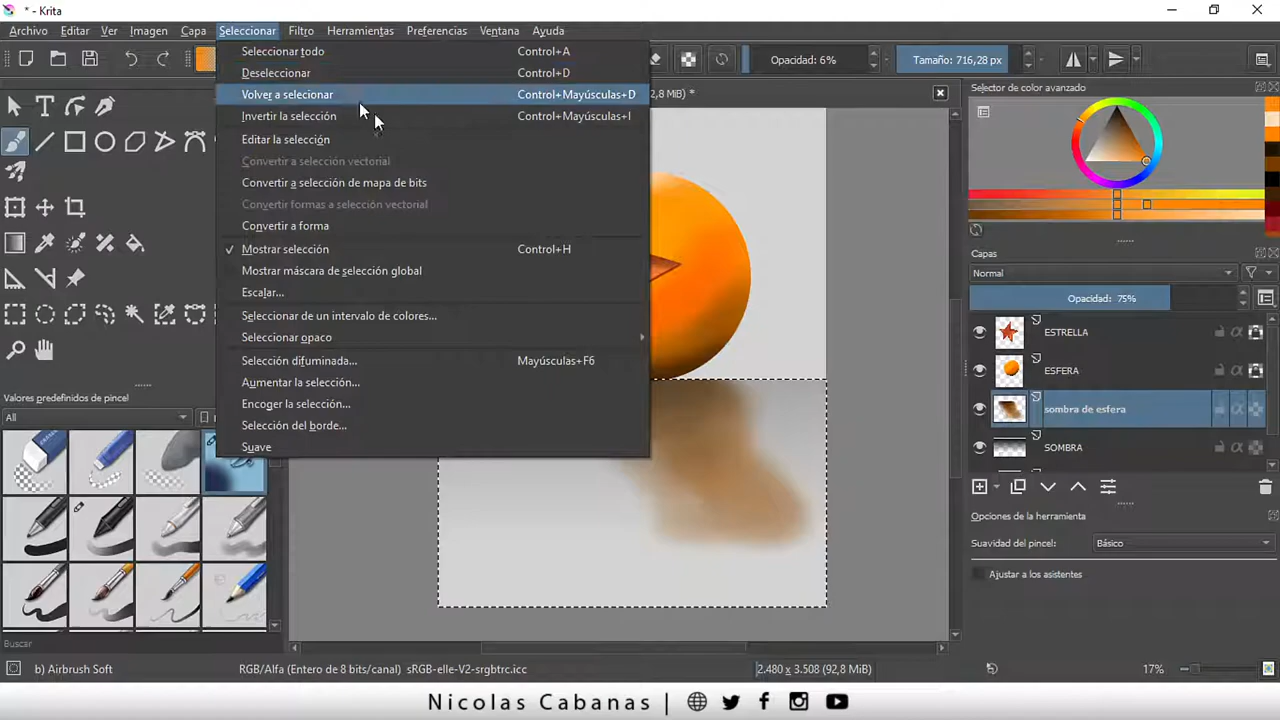 * - Krita
Archivo Editar Ver Imagen Capa Seleccionar Filtro Herramientas Preferencias Ventana Ayuda
Opacidad: 6% Tamaño: 716,28 px
Seleccionar todo Control+A
Deseleccionar Control+D
Volver a selecionar Control+Mayúsculas+D
Invertir la selección Control+Mayúsculas+I
Editar la selección
Convertir a selección vectorial
Convertir a selección de mapa de bits
Convertir formas a selección vectorial
Convertir a forma
✓ Mostrar selección Control+H
Mostrar máscara de selección global
Escalar...
Seleccionar de un intervalo de colores...
Seleccionar opaco
Selección difuminada... Mayúsculas+F6
Aumentar la selección...
Encoger la selección...
Selección del borde...
Suave
2,8 MiB) *
Selector de color avanzado
Capas
Normal
Opacidad: 75%
ESTRELLA
ESFERA
sombra de esfera
SOMBRA
Opciones de la herramienta
Suavidad del pincel: Básico
Ajustar a los asistentes
Valores predefinidos de pincel
All
Buscar
b) Airbrush Soft RGB/Alfa (Entero de 8 bits/canal) sRGB-elle-V2-srgbtrc.icc 2.480 x 3.508 (92,8 MiB) 17%
Nicolas Cabanas |